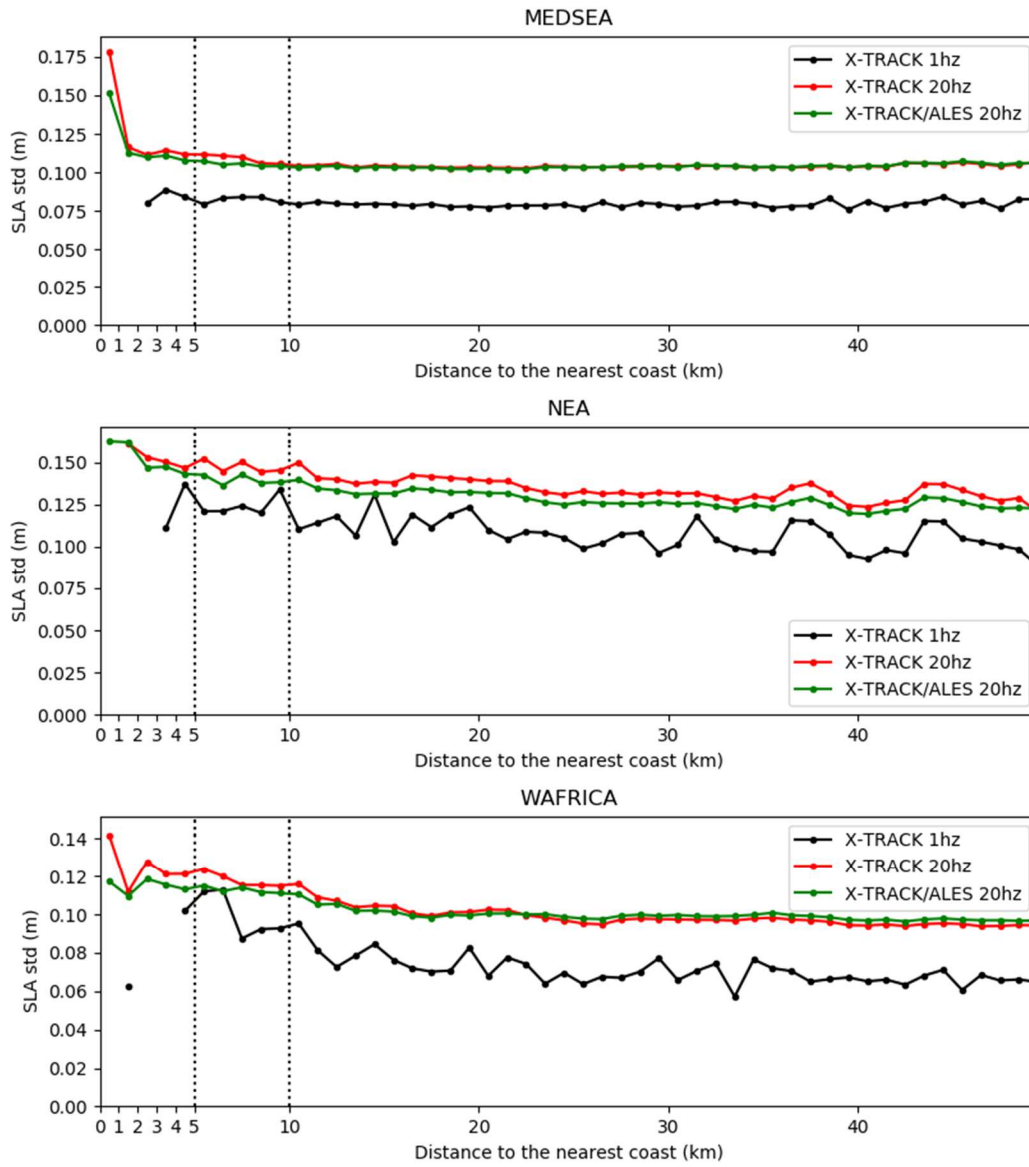 MEDSEA
0.175
0.150
0.125
0.100
0.075
0.050
0.025
0.000
SLA std (m)
X-TRACK 1hz
X-TRACK 20hz
X-TRACK/ALES 20hz
0 1 2 3 4 5 10 20 30 40
Distance to the nearest coast (km)
NEA
0.150
0.125
0.100
0.075
0.050
0.025
0.000
SLA std (m)
X-TRACK 1hz
X-TRACK 20hz
X-TRACK/ALES 20hz
0 1 2 3 4 5 10 20 30 40
Distance to the nearest coast (km)
WAFRICA
0.14
0.12
0.10
0.08
0.06
0.04
0.02
0.00
SLA std (m)
X-TRACK 1hz
X-TRACK 20hz
X-TRACK/ALES 20hz
0 1 2 3 4 5 10 20 30 40
Distance to the nearest coast (km)